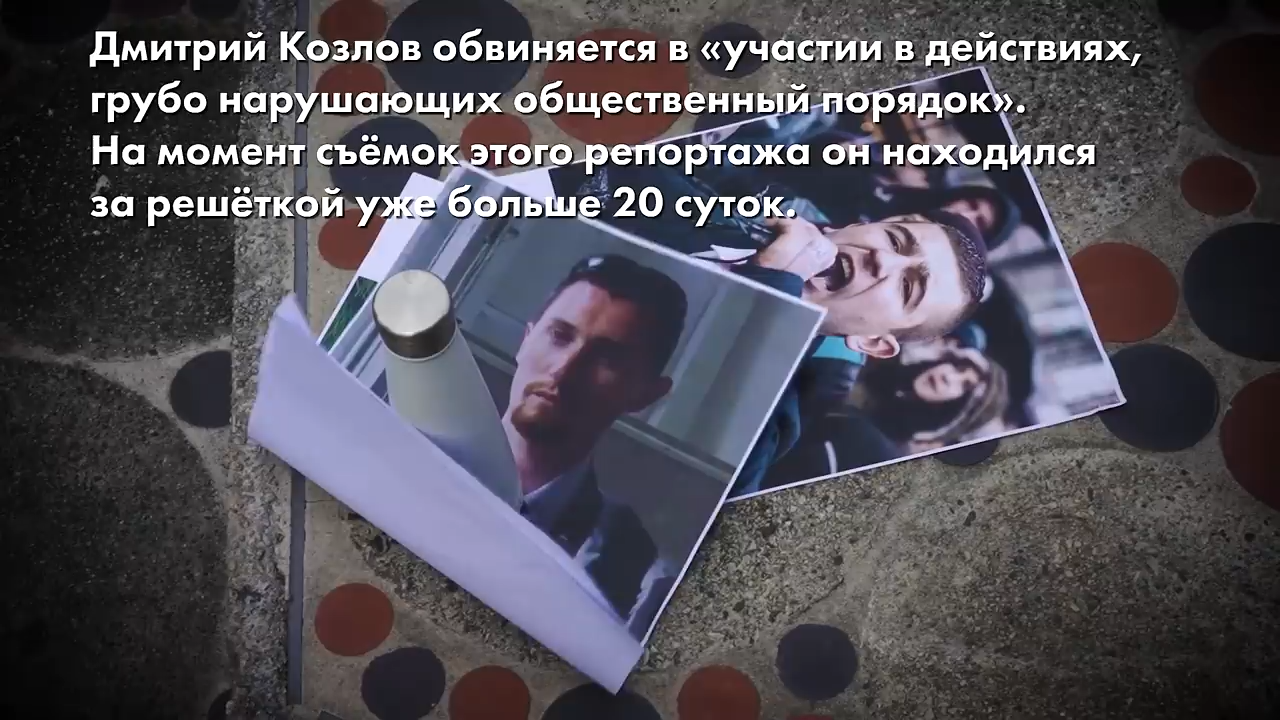 Дмитрий Козлов обвиняется в «участии в действиях,
грубо нарушающих общественный порядок».
На момент съёмок этого репортажа он находился
за решёткой уже больше 20 суток.